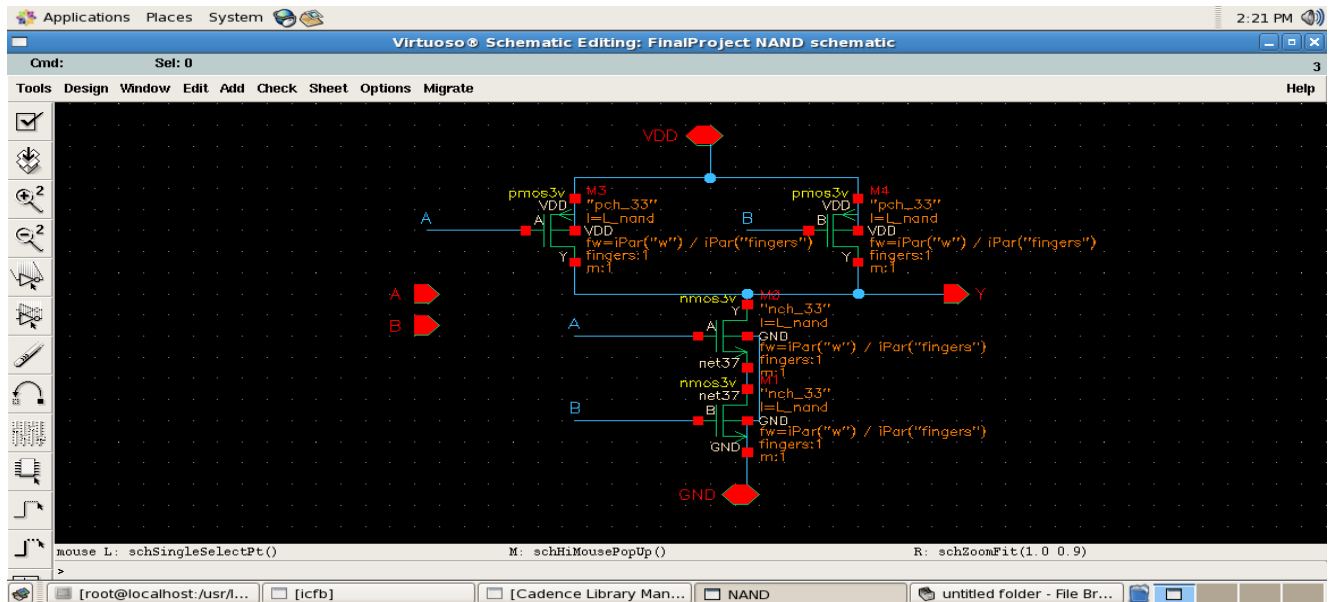 Applications Places System 2:21 PM
Virtuoso® Schematic Editing: FinalProject NAND schematic
Cmd: Sel: 0 3
Tools Design Window Edit Add Check Sheet Options Migrate Help
VDD
pmos3v M3
VDD "pch_33"
A l=L_nand
A VDD
fw=iPar("w") / iPar("fingers")
Y fingers:1
m:1
pmos3v M4
VDD "pch_33"
B l=L_nand
B VDD
fw=iPar("w") / iPar("fingers")
Y fingers:1
m:1
A
B
Y
nmos3v M0
Y "nch_33"
A l=L_nand
A GND
fw=iPar("w") / iPar("fingers")
net37 fingers:1
m:1
nmos3v M1
net37 "nch_33"
B l=L_nand
B GND
fw=iPar("w") / iPar("fingers")
GND fingers:1
m:1
GND
mouse L: schSingleSelectPt() M: schHiMousePopUp() R: schZoomFit(1.0 0.9)
>
[root@localhost:/usr/l... [icfb] [Cadence Library Man... NAND untitled folder - File Br...